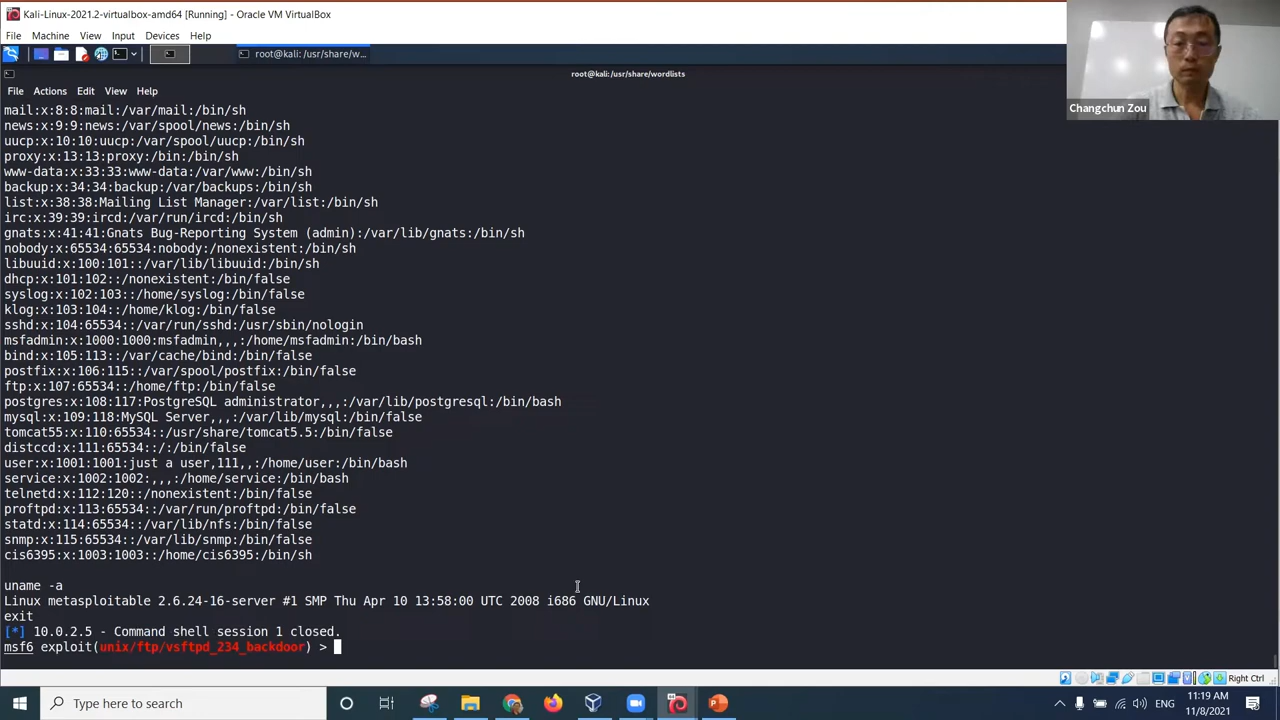 Kali-Linux-2021.2-virtualbox-amd64 [Running] - Oracle VM VirtualBox
File Machine View Input Devices Help
root@kali: /usr/share/w...
root@kali: /usr/share/wordlists
File Actions Edit View Help
Changchun Zou
mail:x:8:8:mail:/var/mail:/bin/sh
news:x:9:9:news:/var/spool/news:/bin/sh
uucp:x:10:10:uucp:/var/spool/uucp:/bin/sh
proxy:x:13:13:proxy:/bin:/bin/sh
www-data:x:33:33:www-data:/var/www:/bin/sh
backup:x:34:34:backup:/var/backups:/bin/sh
list:x:38:38:Mailing List Manager:/var/list:/bin/sh
irc:x:39:39:ircd:/var/run/ircd:/bin/sh
gnats:x:41:41:Gnats Bug-Reporting System (admin):/var/lib/gnats:/bin/sh
nobody:x:65534:65534:nobody:/nonexistent:/bin/sh
libuuid:x:100:101::/var/lib/libuuid:/bin/sh
dhcp:x:101:102::/nonexistent:/bin/false
syslog:x:102:103::/home/syslog:/bin/false
klog:x:103:104::/home/klog:/bin/false
sshd:x:104:65534::/var/run/sshd:/usr/sbin/nologin
msfadmin:x:1000:1000:msfadmin,,,:/home/msfadmin:/bin/bash
bind:x:105:113::/var/cache/bind:/bin/false
postfix:x:106:115::/var/spool/postfix:/bin/false
ftp:x:107:65534::/home/ftp:/bin/false
postgres:x:108:117:PostgreSQL administrator,,,:/var/lib/postgresql:/bin/bash
mysql:x:109:118:MySQL Server,,,:/var/lib/mysql:/bin/false
tomcat55:x:110:65534::/usr/share/tomcat5.5:/bin/false
distccd:x:111:65534::/:/bin/false
user:x:1001:1001:just a user,111,,:/home/user:/bin/bash
service:x:1002:1002:,,,:/home/service:/bin/bash
telnetd:x:112:120::/nonexistent:/bin/false
proftpd:x:113:65534::/var/run/proftpd:/bin/false
statd:x:114:65534::/var/lib/nfs:/bin/false
snmp:x:115:65534::/var/lib/snmp:/bin/false
cis6395:x:1003:1003::/home/cis6395:/bin/sh
uname -a
Linux metasploitable 2.6.24-16-server #1 SMP Thu Apr 10 13:58:00 UTC 2008 i686 GNU/Linux
exit
[*] 10.0.2.5 - Command shell session 1 closed.
msf6 exploit(unix/ftp/vsftpd_234_backdoor) >
Right Ctrl
Type here to search
ENG
11:19 AM
11/8/2021